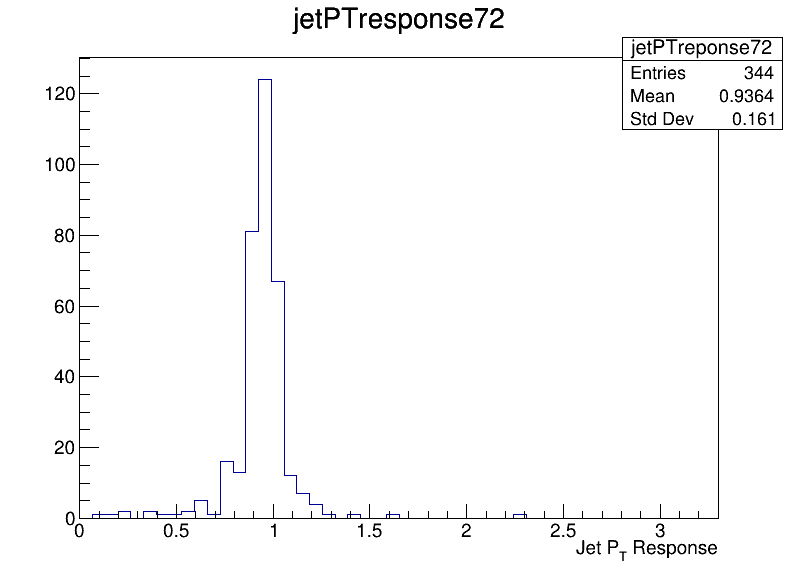 jetPTresponse72
jetPTreponse72
Entries 344
Mean 0.9364
Std Dev 0.161
120
100
80
60
40
20
0
0 0.5 1 1.5 2 2.5 3
Jet PT Response